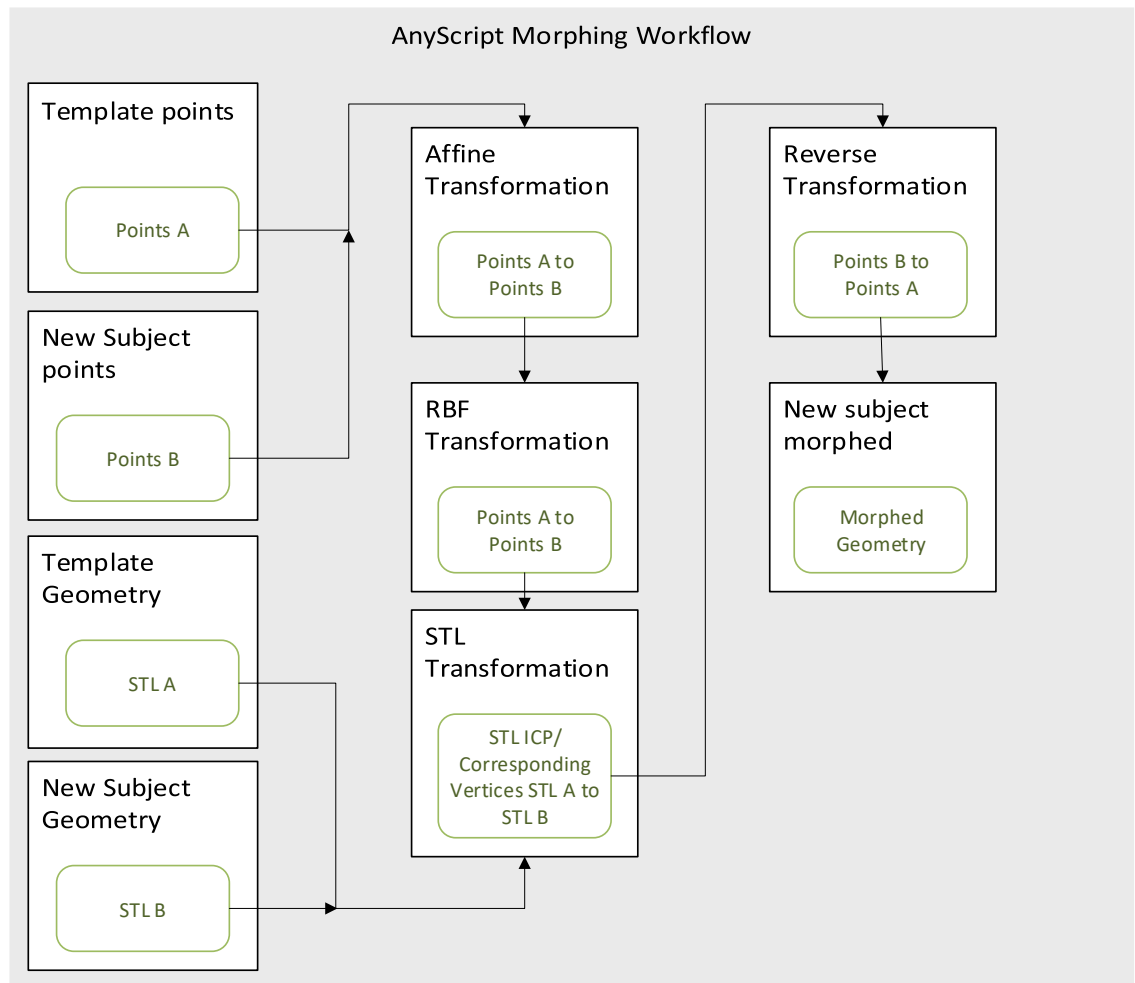 AnyScript Morphing Workflow
Template points
Points A
New Subject
points
Points B
Template
Geometry
STL A
New Subject
Geometry
STL B
Affine
Transformation
Points A to
Points B
RBF
Transformation
Points A to
Points B
STL
Transformation
STL ICP/
Corresponding
Vertices STL A to
STL B
Reverse
Transformation
Points B to
Points A
New subject
morphed
Morphed
Geometry